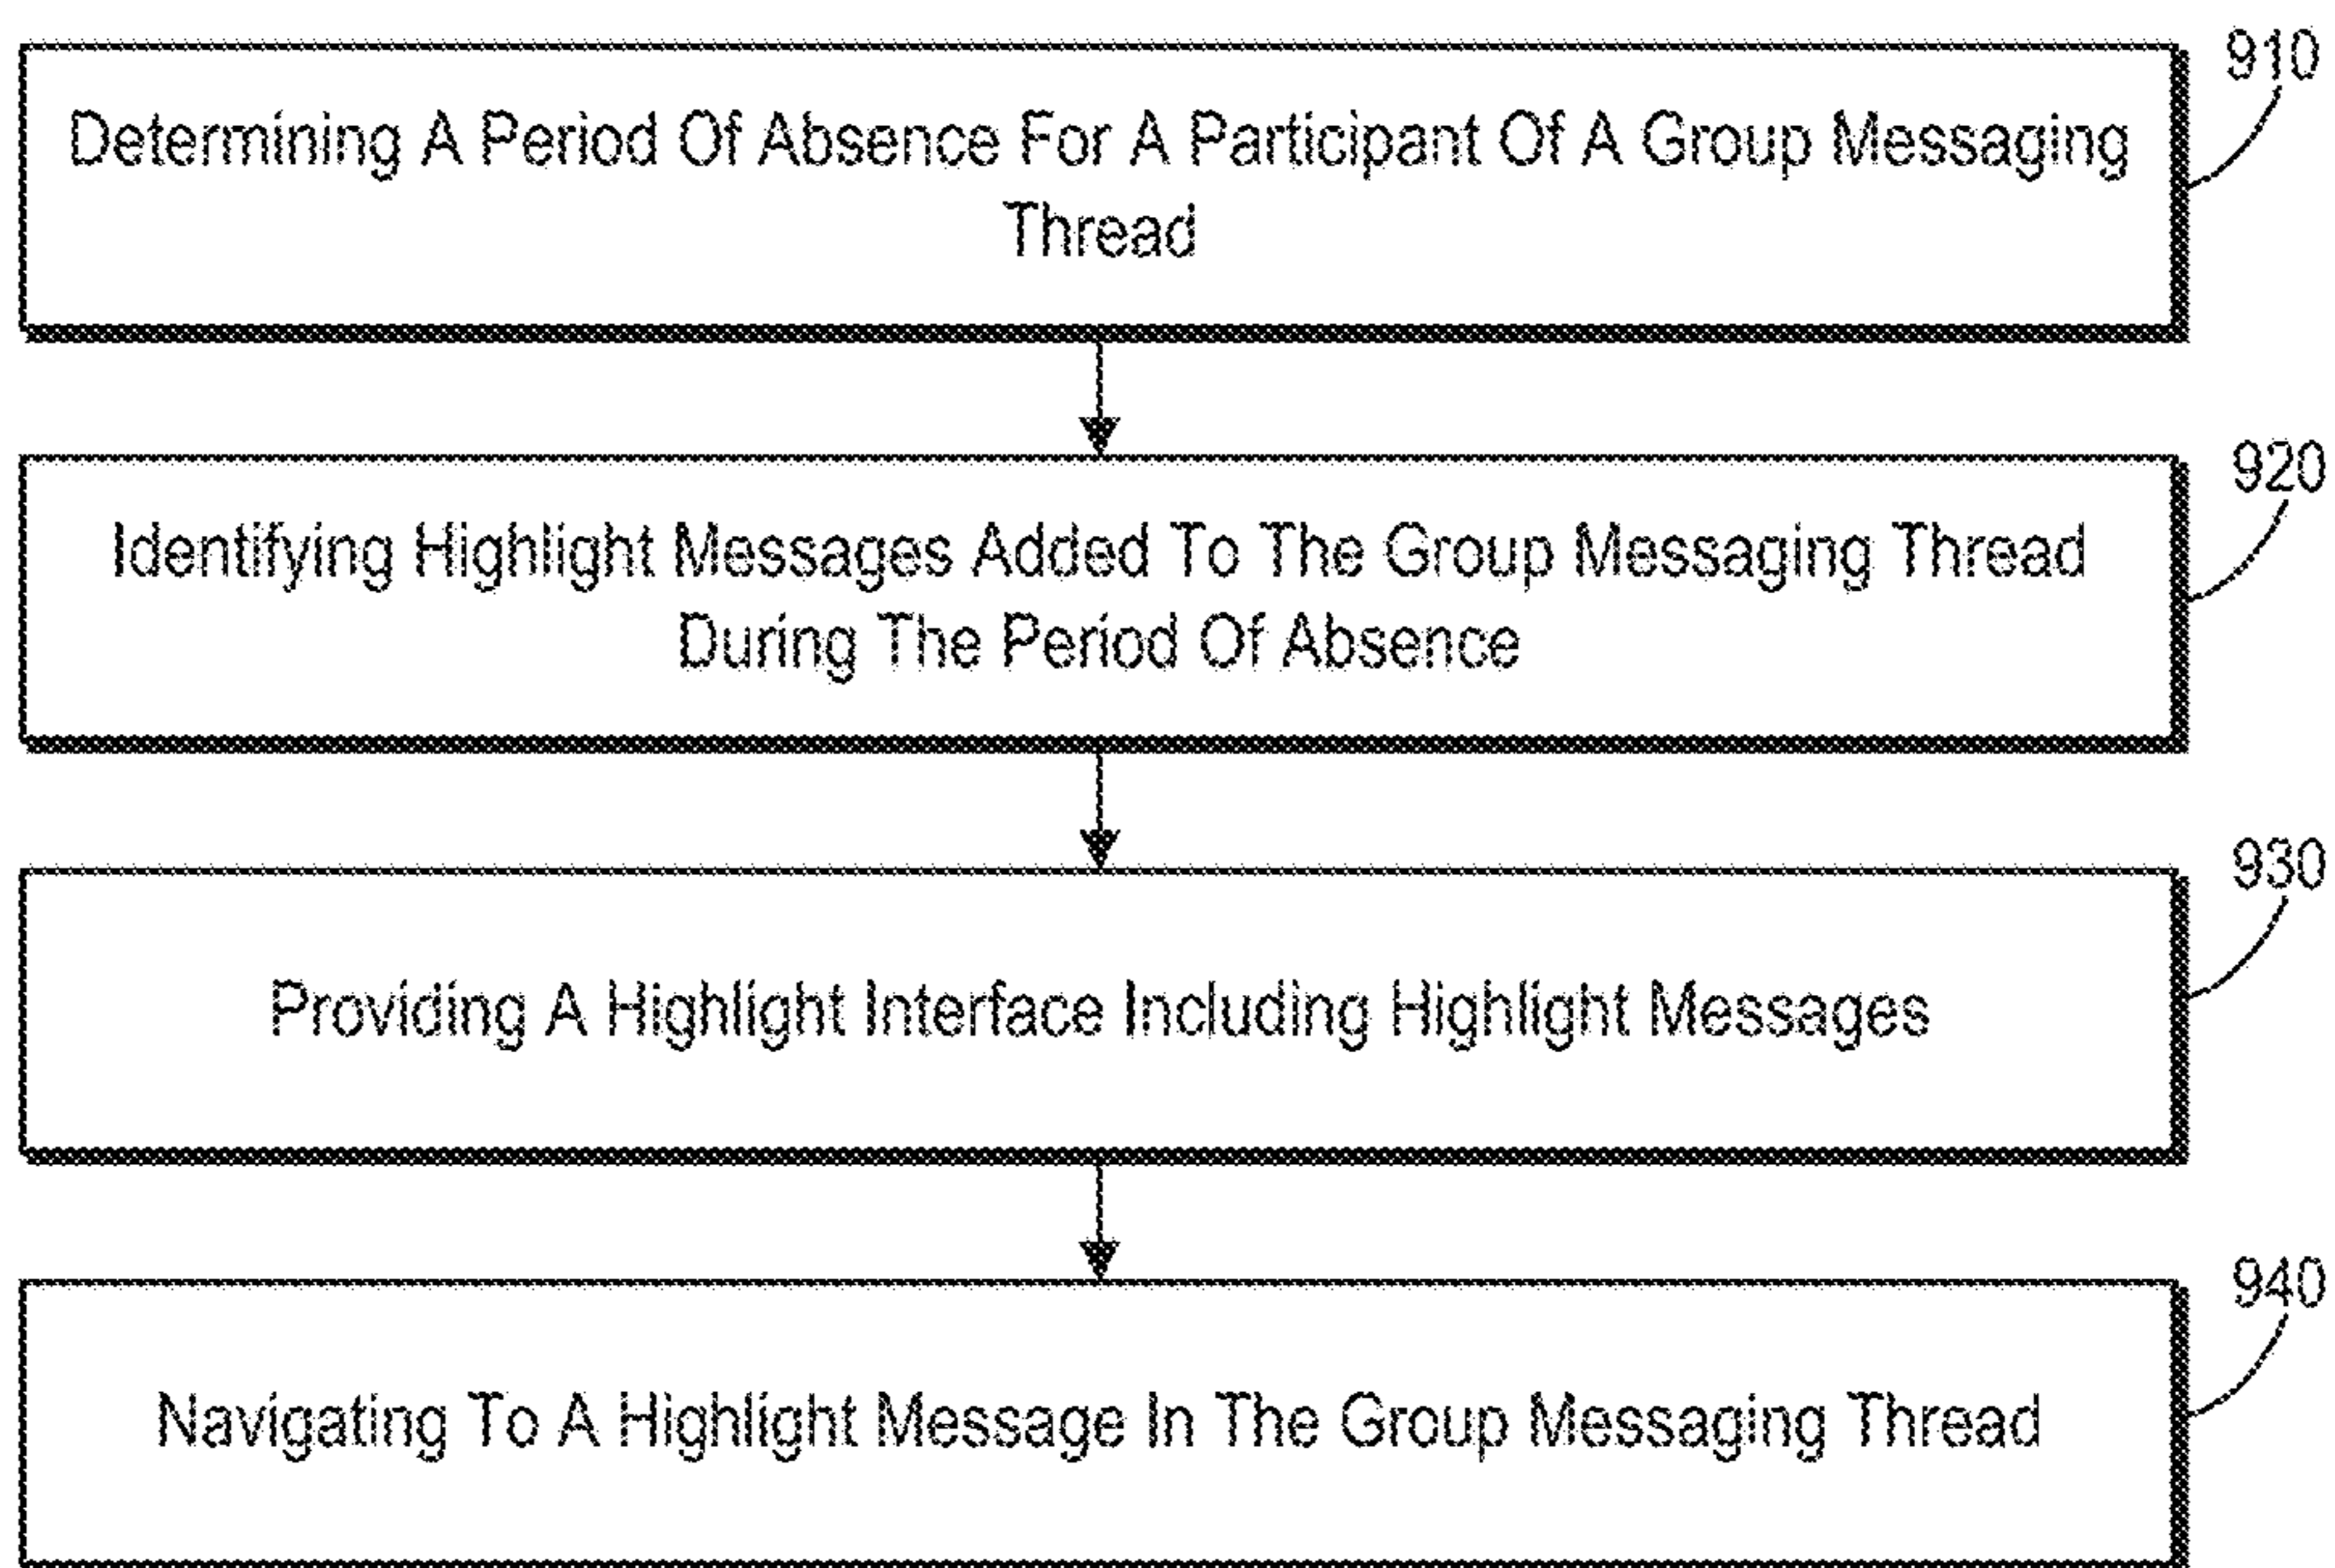 910
Determining A Period Of Absence For A Participant Of A Group Messaging
Thread
920
Identifying Highlight Messages Added To The Group Messaging Thread
During The Period Of Absence
930
Providing A Highlight Interface Including Highlight Messages
940
Navigating To A Highlight Message In The Group Messaging Thread